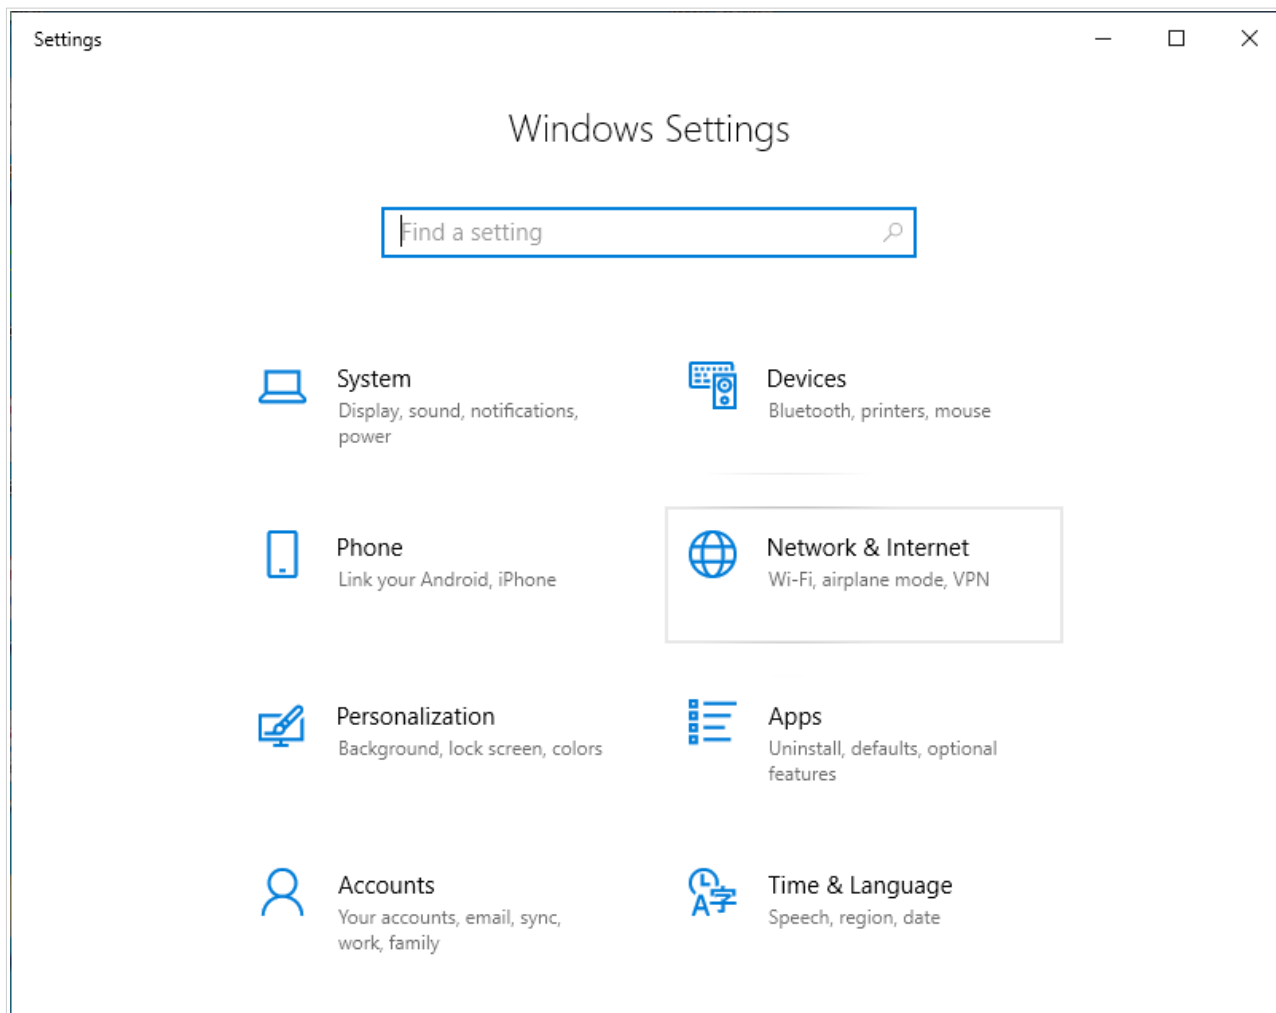 Settings
Windows Settings
Find a setting
System
Display, sound, notifications,
power
Devices
Bluetooth, printers, mouse
Phone
Link your Android, iPhone
Network & Internet
Wi-Fi, airplane mode, VPN
Personalization
Background, lock screen, colors
Apps
Uninstall, defaults, optional
features
Accounts
Your accounts, email, sync,
work, family
Time & Language
Speech, region, date